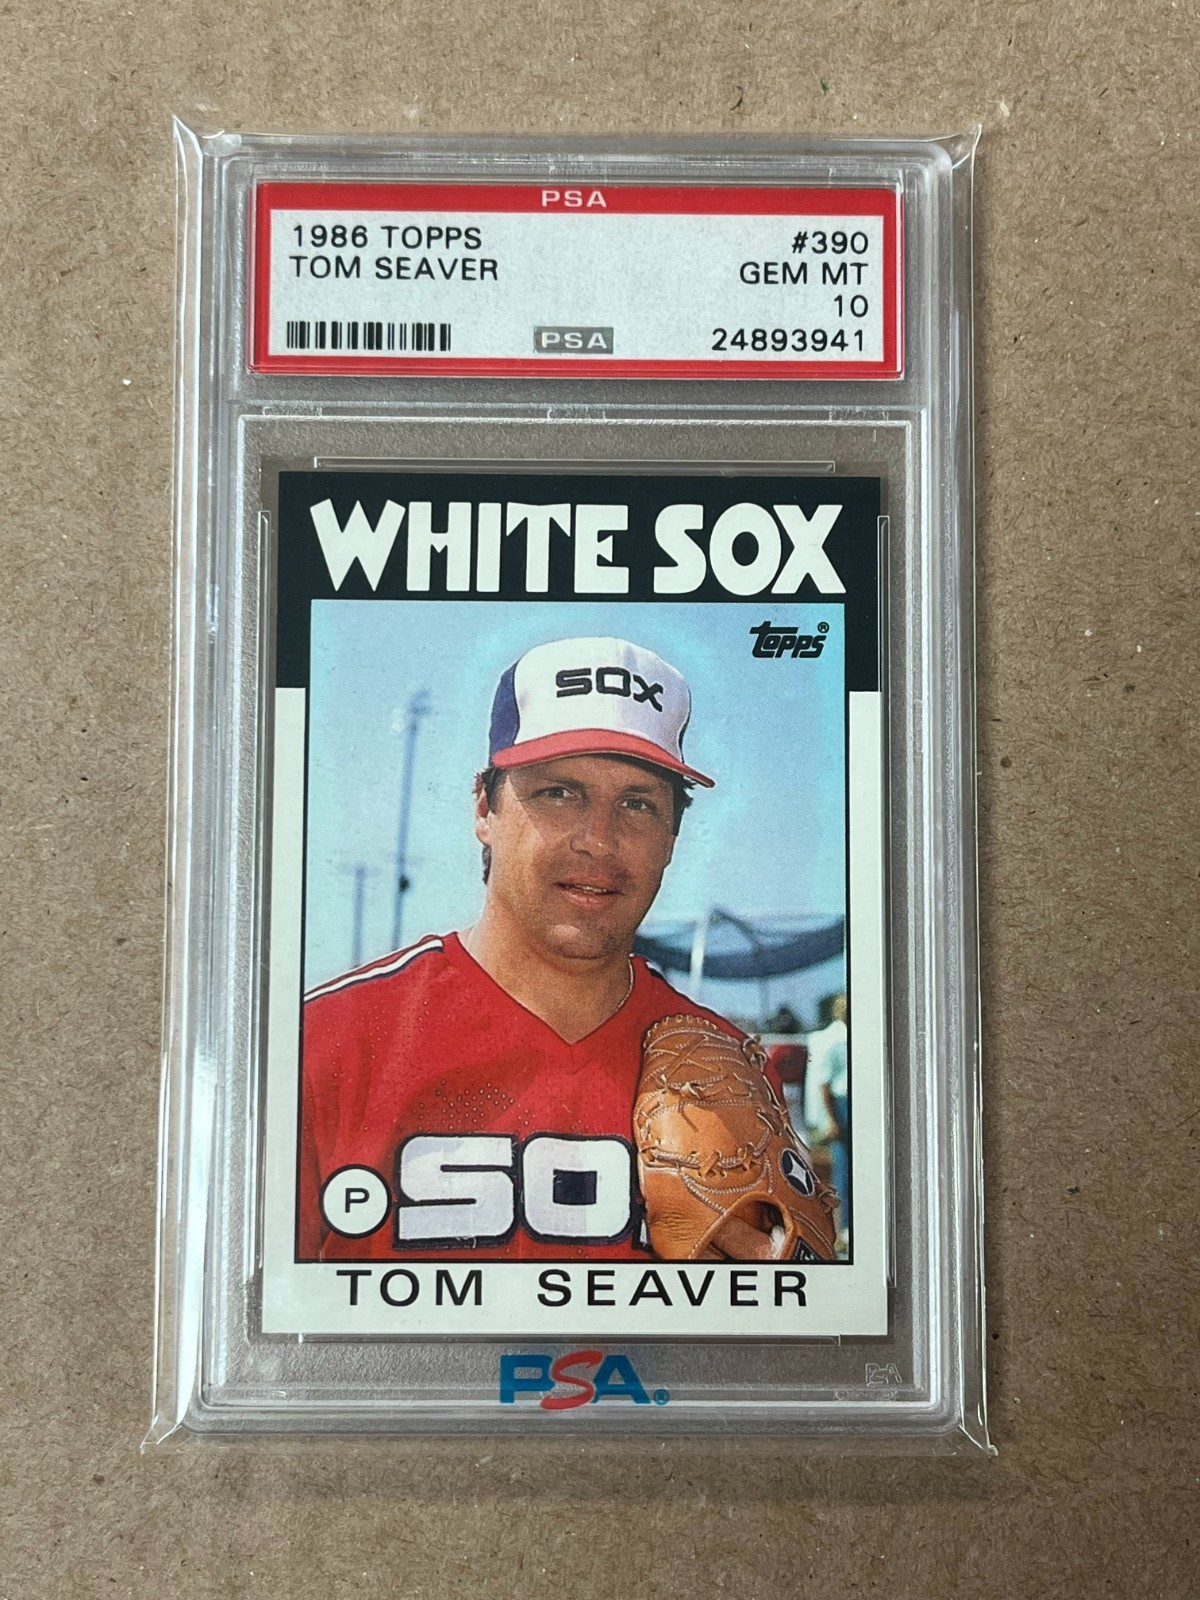 PSA
1986 TOPPS #390
TOM SEAVER GEM MT
10
PSA 24893941
WHITE SOX
topps®
SOX
P SO
TOM SEAVER
PSA®
PSA